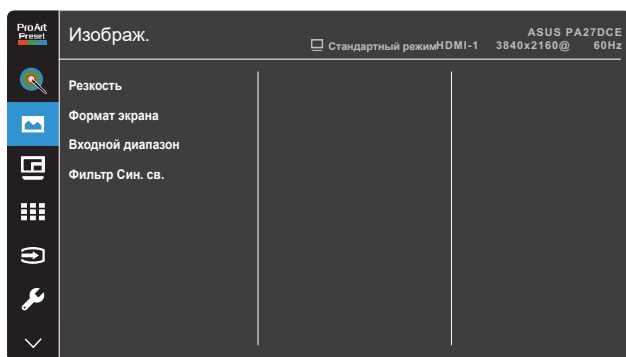 ProArt
Preset
Изображ.
Стандартный режим HDMI-1
ASUS PA27DCE
3840x2160@ 60Hz
Резкость
Формат экрана
Входной диапазон
Фильтр Син. св.